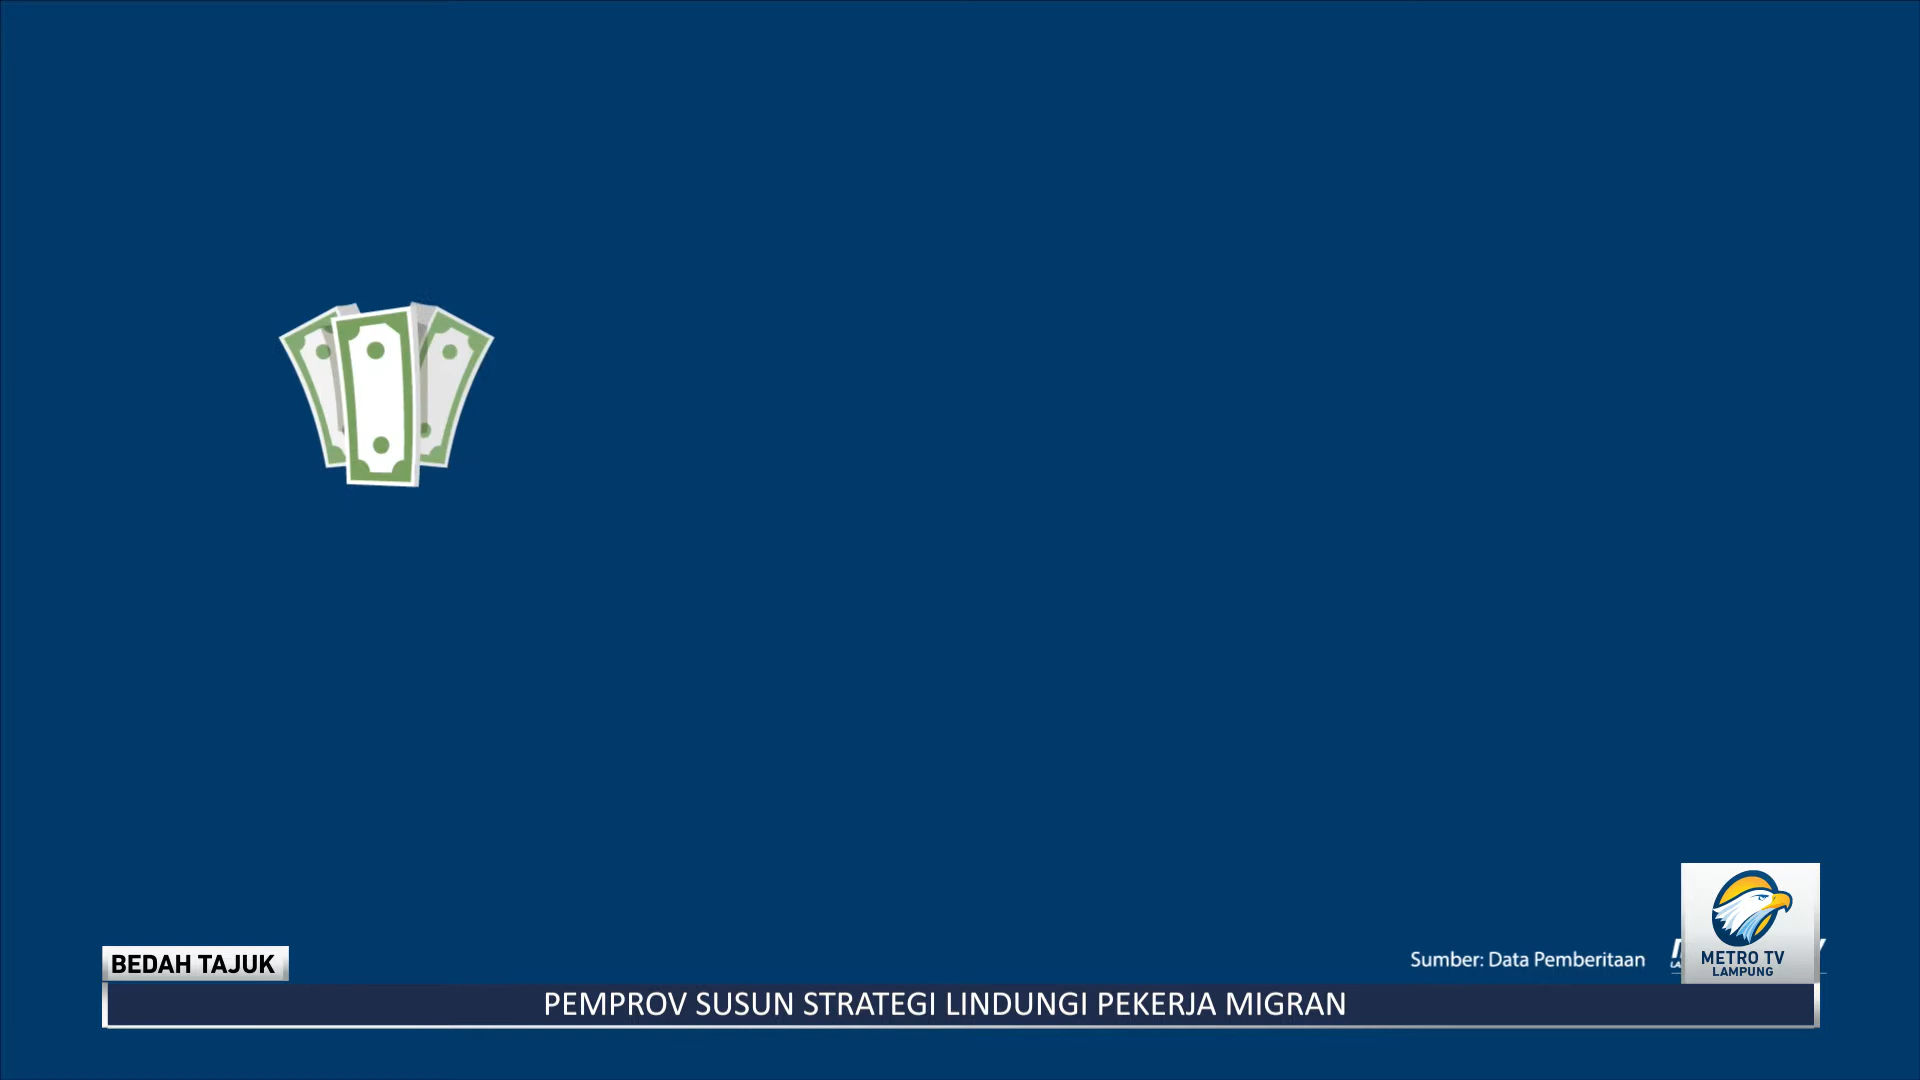 BEDAH TAJUK
Sumber: Data Pemberitaan
METRO TV
LAMPUNG
PEMPROV SUSUN STRATEGI LINDUNGI PEKERJA MIGRAN